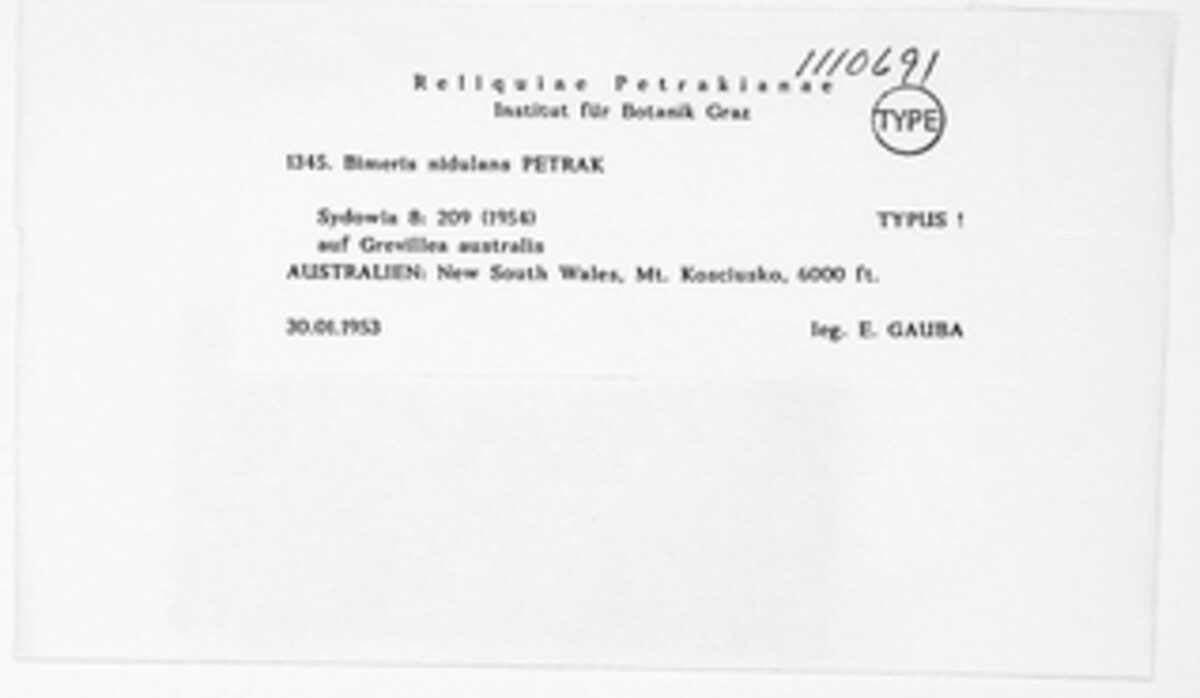 1110691
Reliquiae Petrakianae
Institut für Botanik Graz
TYPE
1345. Bimeris nidulans PETRAK
Sydowia 8: 209 (1954) TYPUS !
auf Grevillea australis
AUSTRALIEN: New South Wales, Mt. Kosciusko, 6000 ft.
30.01.1953 leg. E. GAUBA